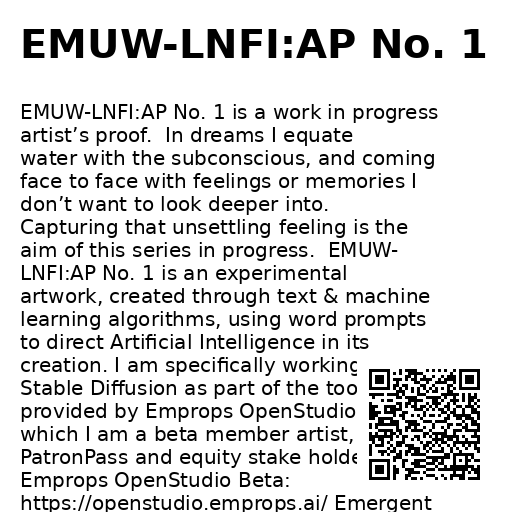 EMUW-LNFI:AP No. 1
EMUW-LNFI:AP No. 1 is a work in progress
artist’s proof.  In dreams I equate
water with the subconscious, and coming
face to face with feelings or memories I
don’t want to look deeper into.
Capturing that unsettling feeling is the
aim of this series in progress.  EMUW-
LNFI:AP No. 1 is an experimental
artwork, created through text & machine
learning algorithms, using word prompts
to direct Artificial Intelligence in its
creation. I am specifically working
Stable Diffusion as part of the too
provided by Emprops OpenStudio
which I am a beta member artist,
PatronPass and equity stake holde
Emprops OpenStudio Beta:
https://openstudio.emprops.ai/ Emergent